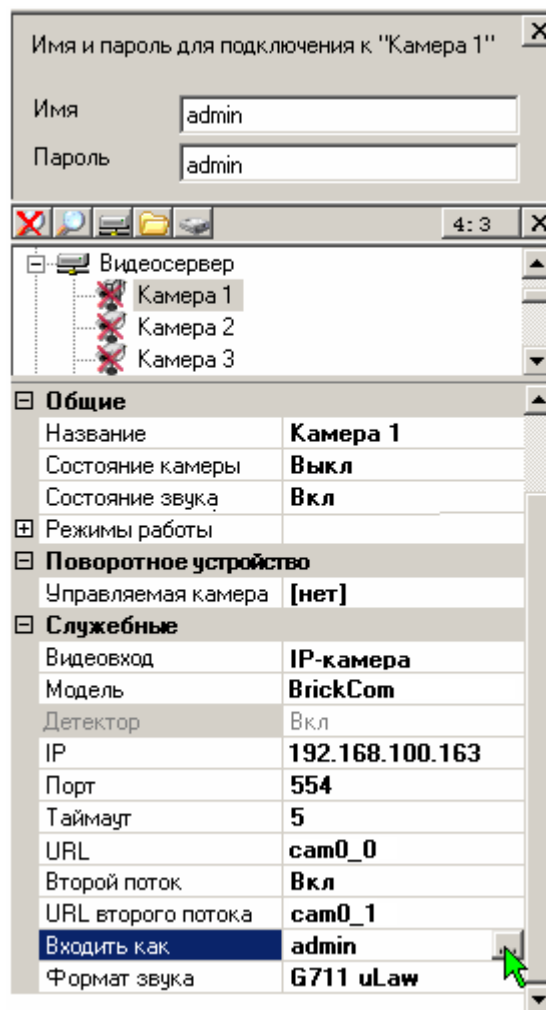 Имя и пароль для подключения к "Камера 1"
Имя admin
Пароль admin
4:3
Видеосервер
Камера 1
Камера 2
Камера 3
Общие
Название Камера 1
Состояние камеры Выкл
Состояние звука Вкл
Режимы работы
Поворотное устройство
Управляемая камера [нет]
Служебные
Видеовход IP-камера
Модель BrickCom
Детектор Вкл
IP 192.168.100.163
Порт 554
Таймаут 5
URL cam0_0
Второй поток Вкл
URL второго потока cam0_1
Входить как admin ...
Формат звука G711 uLaw